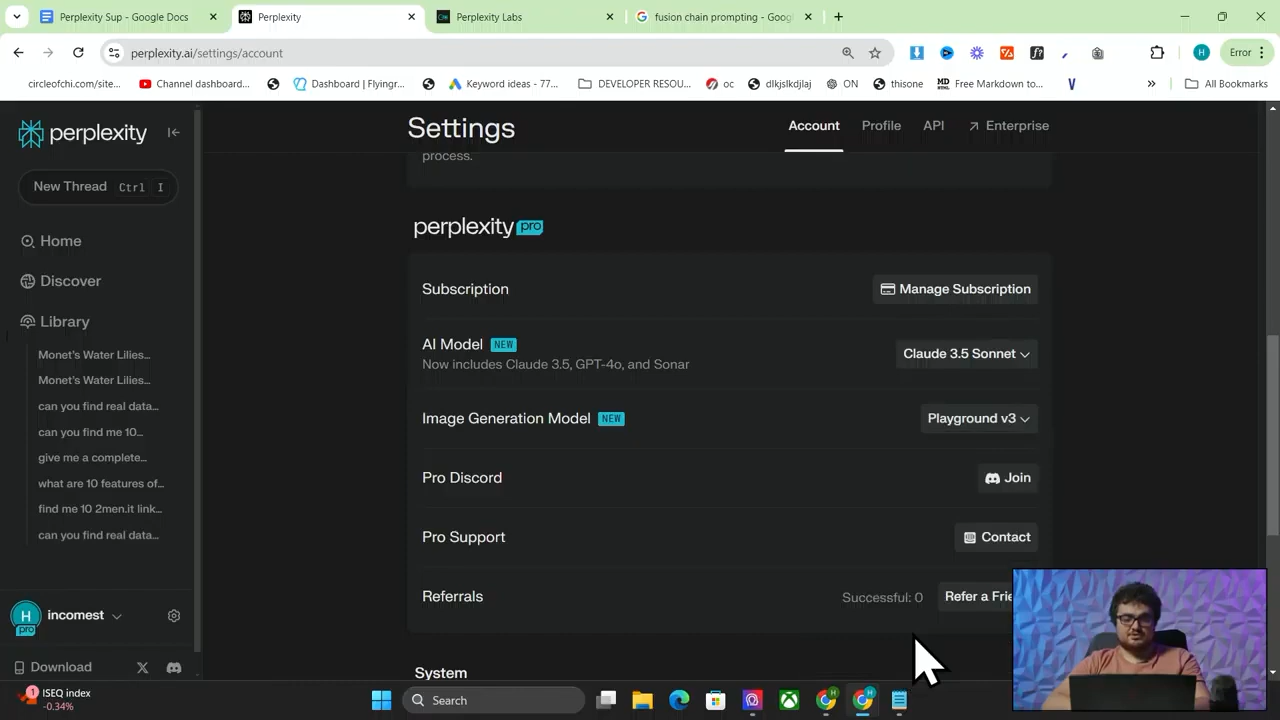 Perplexity Sup - Google Docs
Perplexity
Perplexity Labs
fusion chain prompting - Goog
perplexity.ai/settings/account
H
Error
circleofchi.com/site...
Channel dashboard...
Dashboard | Flyingr...
Keyword ideas - 77...
DEVELOPER RESOU...
oc
dlkjslkdjlaj
ON
thisone
Free Markdown to...
V
»
All Bookmarks
perplexity
New Thread
Ctrl
I
Home
Discover
Library
Monet's Water Lilies...
Monet's Water Lilies...
can you find real data...
can you find me 10...
give me a complete...
what are 10 features of...
find me 10 2men.it link...
can you find real data...
H
pro
incomest
Download
Settings
Account
Profile
API
Enterprise
process.
perplexity pro
Subscription
Manage Subscription
AI Model NEW
Now includes Claude 3.5, GPT-4o, and Sonar
Claude 3.5 Sonnet
Image Generation Model NEW
Playground v3
Pro Discord
Join
Pro Support
Contact
Referrals
Successful: 0
Refer a Frie
System
1
ISEQ index
-0.34%
Search